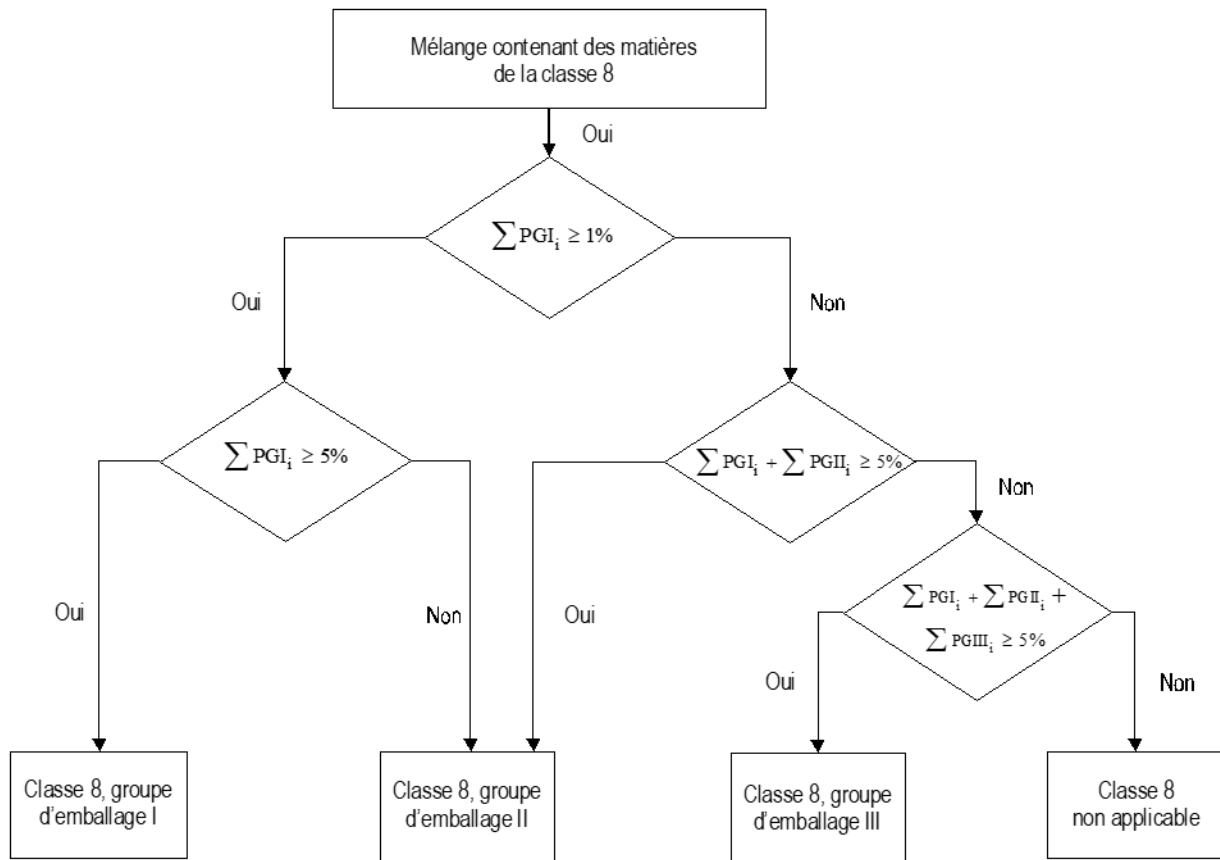 Mélange contenant des matières
de la classe 8
Oui
∑ PGIᵢ ≥ 1%
Oui
Non
∑ PGIᵢ ≥ 5%
∑ PGIᵢ + ∑ PGIIᵢ ≥ 5%
Non
Oui
Non
Oui
∑ PGIᵢ + ∑ PGIIᵢ +
∑ PGIIIᵢ ≥ 5%
Oui
Non
Classe 8, groupe
d’emballage I
Classe 8, groupe
d’emballage II
Classe 8, groupe
d’emballage III
Classe 8
non applicable